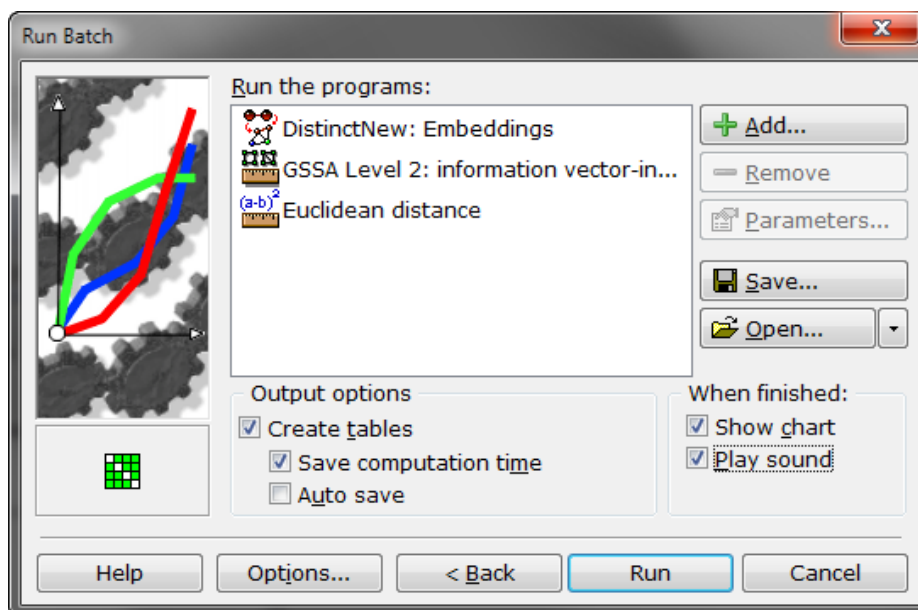 Run Batch
Run the programs:
DistinctNew: Embeddings
GSSA Level 2: information vector-in...
(a-b)²
Euclidean distance
Add...
Remove
Parameters...
Save...
Open...
Output options
Create tables
Save computation time
Auto save
When finished:
Show chart
Play sound
Help
Options...
< Back
Run
Cancel